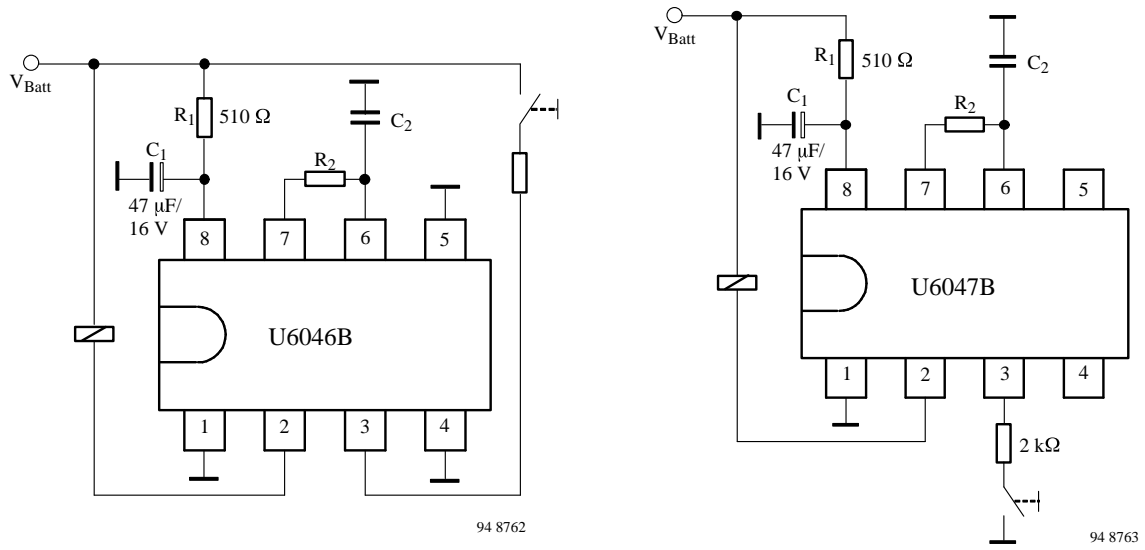 V_Batt
R₁
510 Ω
C₁
47 μF/
16 V
R₂
C₂
8
7
6
5
U6046B
1
2
3
4
94 8762
V_Batt
R₁
510 Ω
C₁
47 μF/
16 V
R₂
C₂
8
7
6
5
U6047B
1
2
3
4
2 kΩ
94 8763